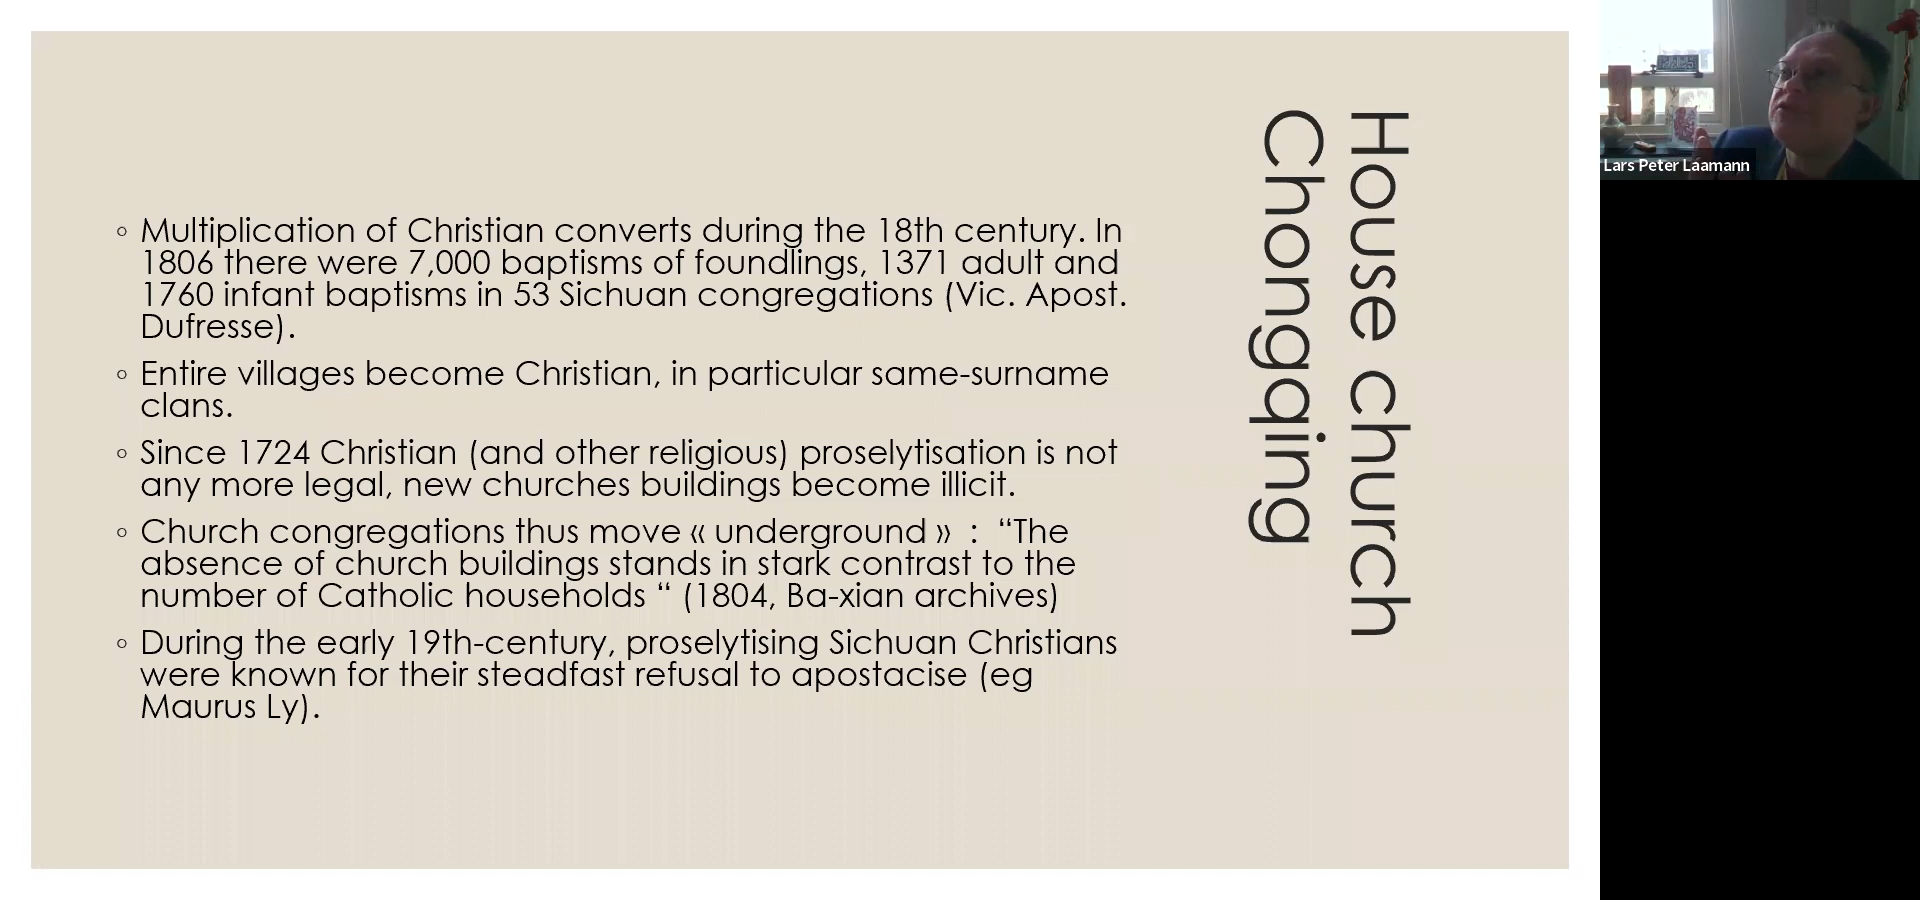 House church
Chongqing
◦ Multiplication of Christian converts during the 18th century. In
1806 there were 7,000 baptisms of foundlings, 1371 adult and
1760 infant baptisms in 53 Sichuan congregations (Vic. Apost.
Dufresse).
◦ Entire villages become Christian, in particular same-surname
clans.
◦ Since 1724 Christian (and other religious) proselytisation is not
any more legal, new churches buildings become illicit.
◦ Church congregations thus move « underground »  :  “The
absence of church buildings stands in stark contrast to the
number of Catholic households “ (1804, Ba-xian archives)
◦ During the early 19th-century, proselytising Sichuan Christians
were known for their steadfast refusal to apostacise (eg
Maurus Ly).
Lars Peter Laamann